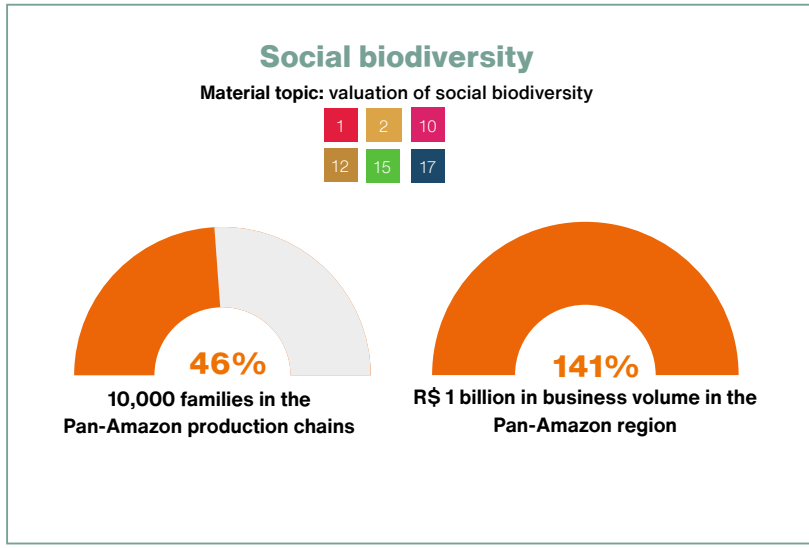 Social biodiversity
Material topic: valuation of social biodiversity
1 2 10
12 15 17
46%
10,000 families in the
Pan-Amazon production chains
141%
R$ 1 billion in business volume in the
Pan-Amazon region